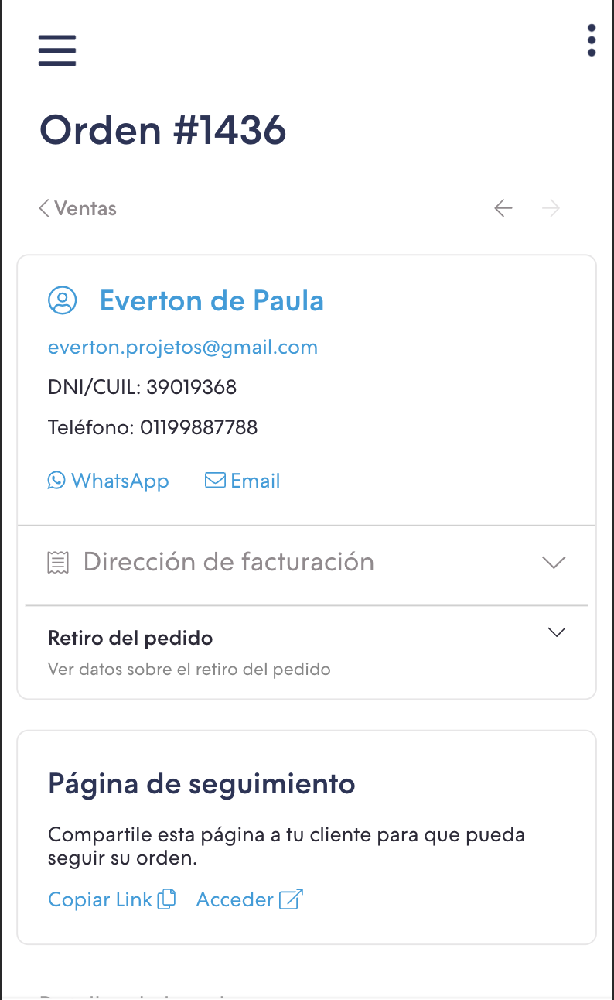 Orden #1436
Ventas
Everton de Paula
everton.projetos@gmail.com
DNI/CUIL: 39019368
Teléfono: 01199887788
WhatsApp Email
Dirección de facturación
Retiro del pedido
Ver datos sobre el retiro del pedido
Página de seguimiento
Compartile esta página a tu cliente para que pueda
seguir su orden.
Copiar Link Acceder